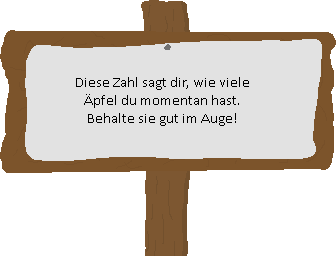 Diese Zahl sagt dir, wie viele
Äpfel du momentan hast.
Behalte sie gut im Auge!